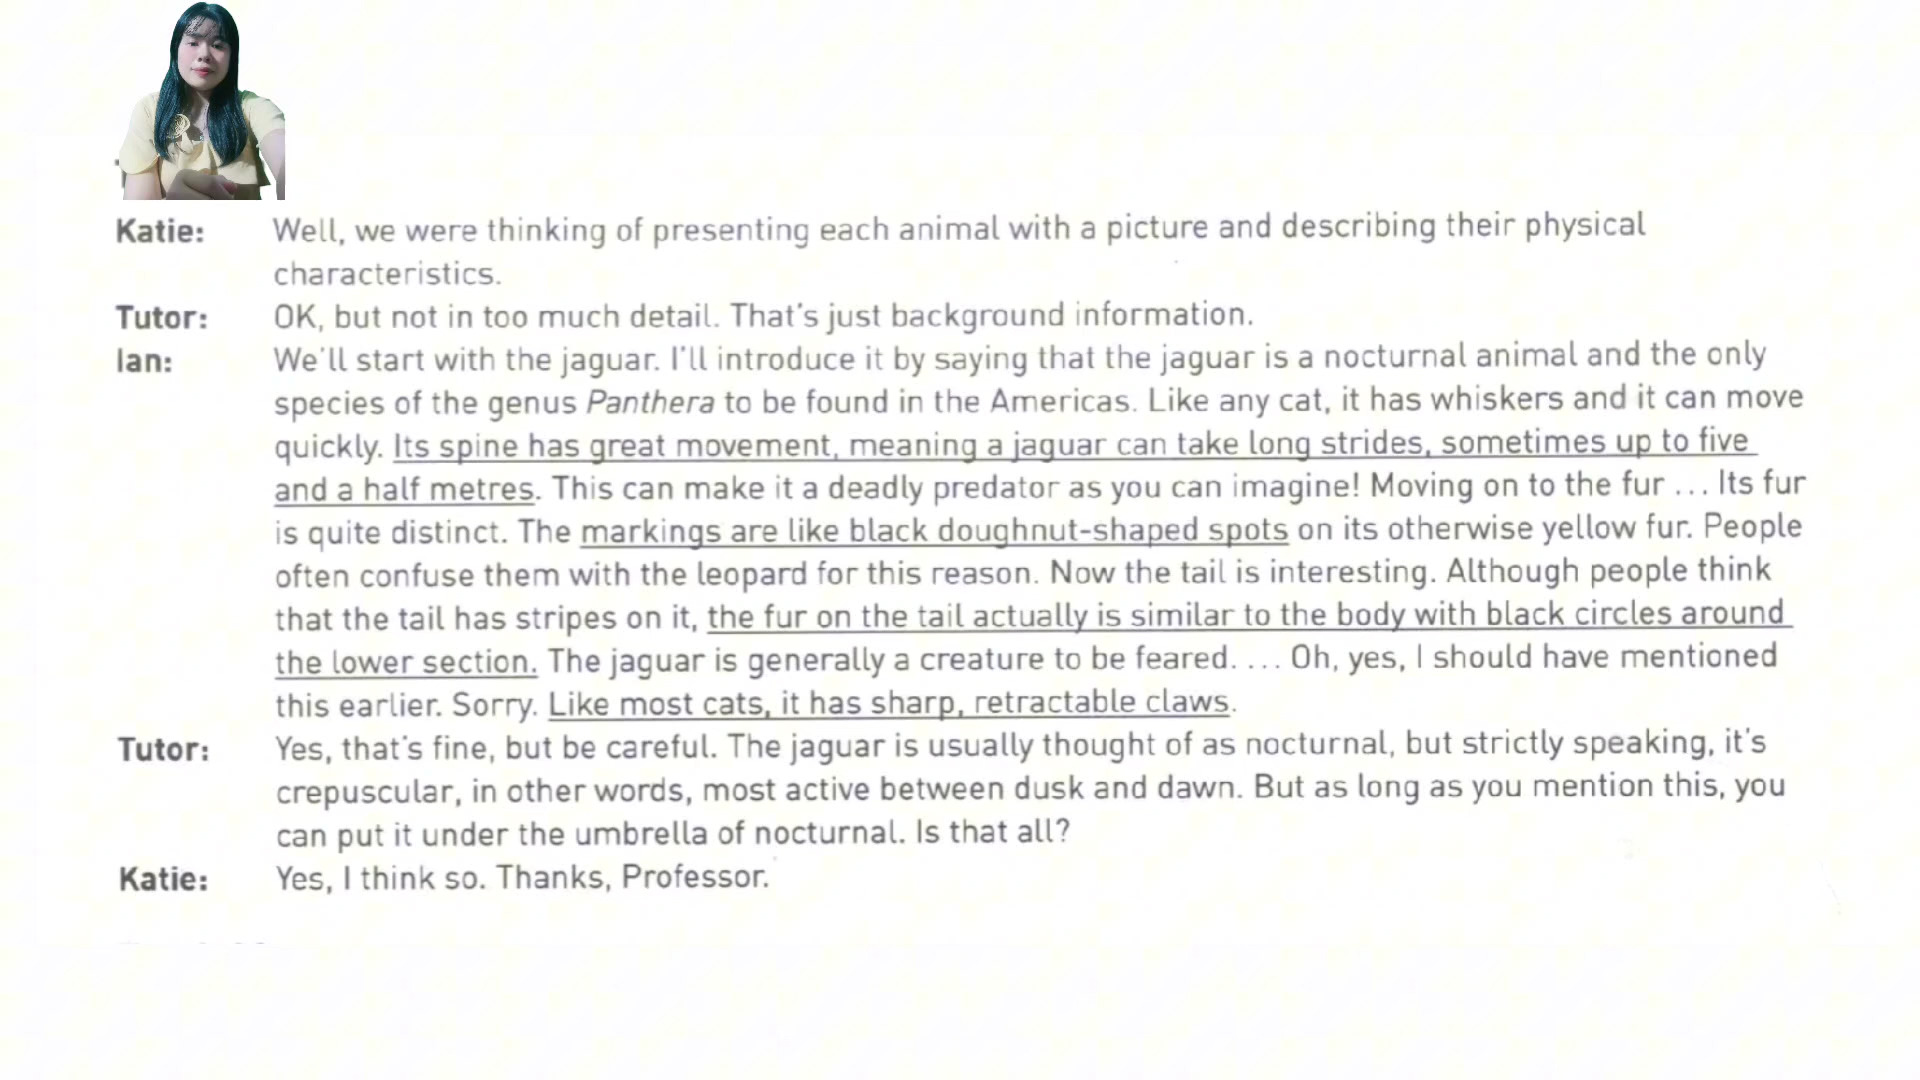 Katie: Well, we were thinking of presenting each animal with a picture and describing their physical
characteristics.
Tutor: OK, but not in too much detail. That's just background information.
Ian: We'll start with the jaguar. I'll introduce it by saying that the jaguar is a nocturnal animal and the only
species of the genus Panthera to be found in the Americas. Like any cat, it has whiskers and it can move
quickly. Its spine has great movement, meaning a jaguar can take long strides, sometimes up to five
and a half metres. This can make it a deadly predator as you can imagine! Moving on to the fur ... Its fur
is quite distinct. The markings are like black doughnut-shaped spots on its otherwise yellow fur. People
often confuse them with the leopard for this reason. Now the tail is interesting. Although people think
that the tail has stripes on it, the fur on the tail actually is similar to the body with black circles around
the lower section. The jaguar is generally a creature to be feared. ... Oh, yes, I should have mentioned
this earlier. Sorry. Like most cats, it has sharp, retractable claws.
Tutor: Yes, that's fine, but be careful. The jaguar is usually thought of as nocturnal, but strictly speaking, it's
crepuscular, in other words, most active between dusk and dawn. But as long as you mention this, you
can put it under the umbrella of nocturnal. Is that all?
Katie: Yes, I think so. Thanks, Professor.